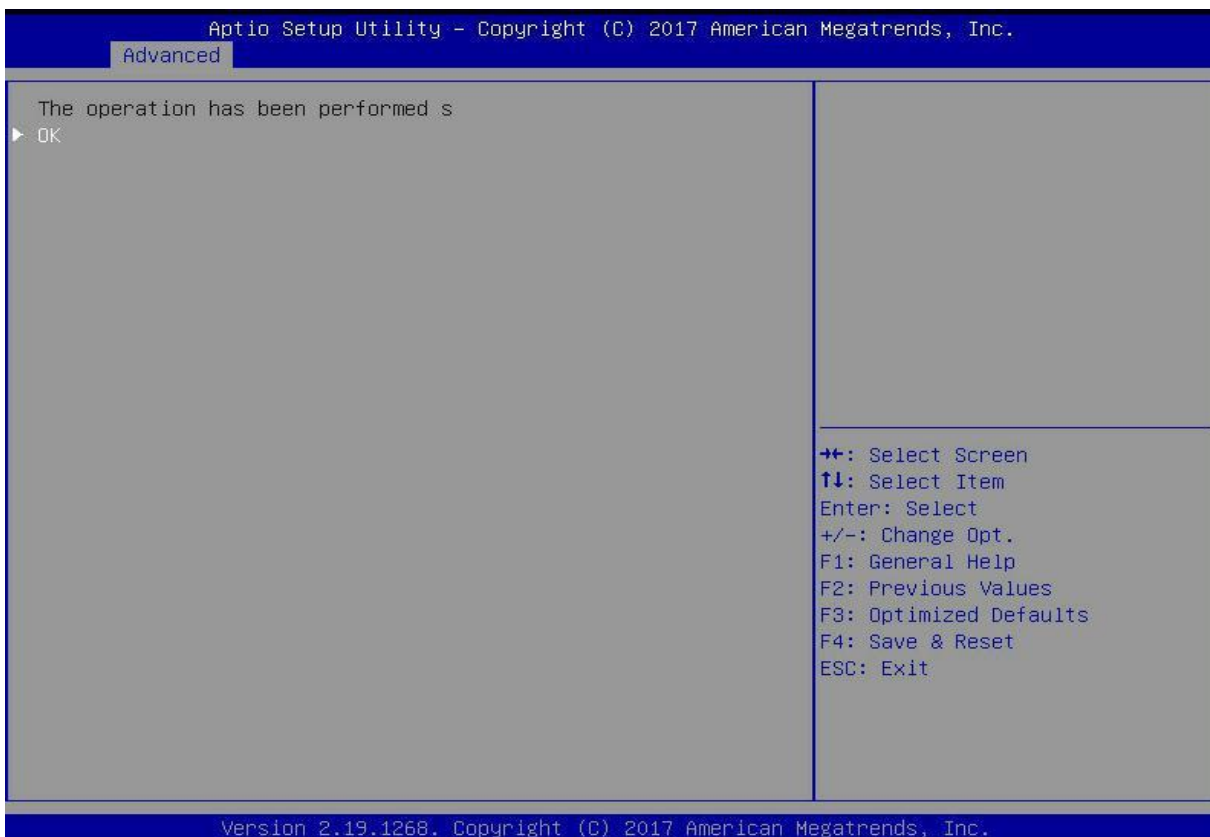 Aptio Setup Utility – Copyright (C) 2017 American Megatrends, Inc.
Advanced
The operation has been performed s
▶ OK
→←: Select Screen
↑↓: Select Item
Enter: Select
+/-: Change Opt.
F1: General Help
F2: Previous Values
F3: Optimized Defaults
F4: Save & Reset
ESC: Exit
Version 2.19.1268. Copyright (C) 2017 American Megatrends, Inc.